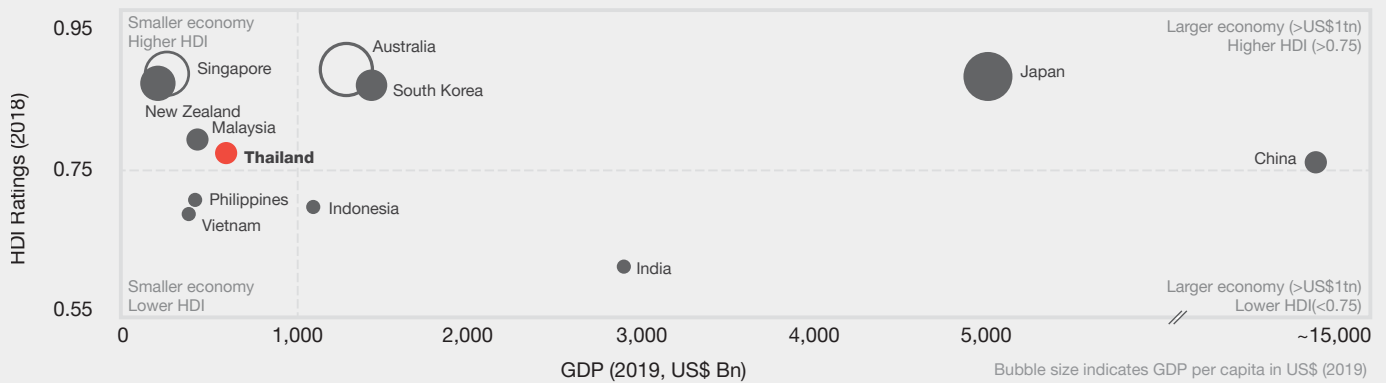 HDI Ratings (2018)
0.95
0.75
0.55
Smaller economy
Higher HDI
Larger economy (>US$1tn)
Higher HDI (>0.75)
Singapore
New Zealand
Malaysia
Thailand
Australia
South Korea
Japan
China
Philippines
Vietnam
Indonesia
India
Smaller economy
Lower HDI
Larger economy (>US$1tn)
Lower HDI(<0.75)
0 1,000 2,000 3,000 4,000 5,000 ~15,000
GDP (2019, US$ Bn)
Bubble size indicates GDP per capita in US$ (2019)